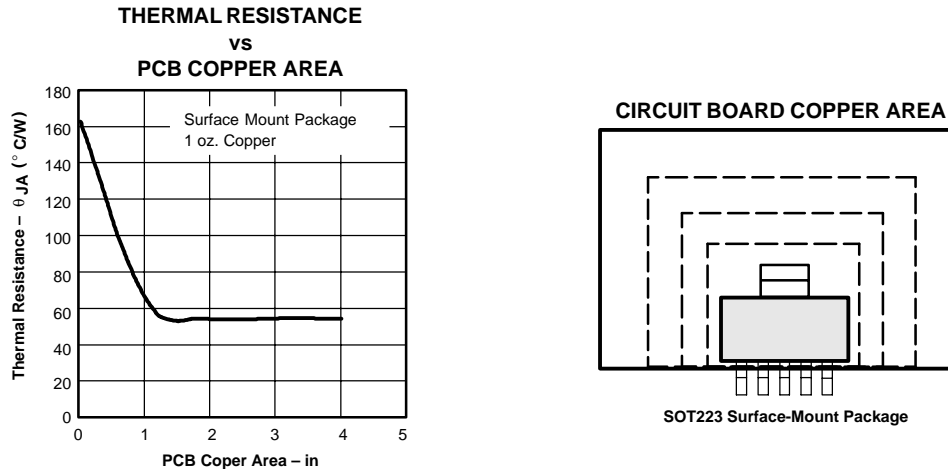 THERMAL RESISTANCE
vs
PCB COPPER AREA
180
160
140
120
100
80
60
40
20
0
Thermal Resistance – θ JA (° C/W)
Surface Mount Package
1 oz. Copper
0 1 2 3 4 5
PCB Coper Area – in
CIRCUIT BOARD COPPER AREA
SOT223 Surface-Mount Package